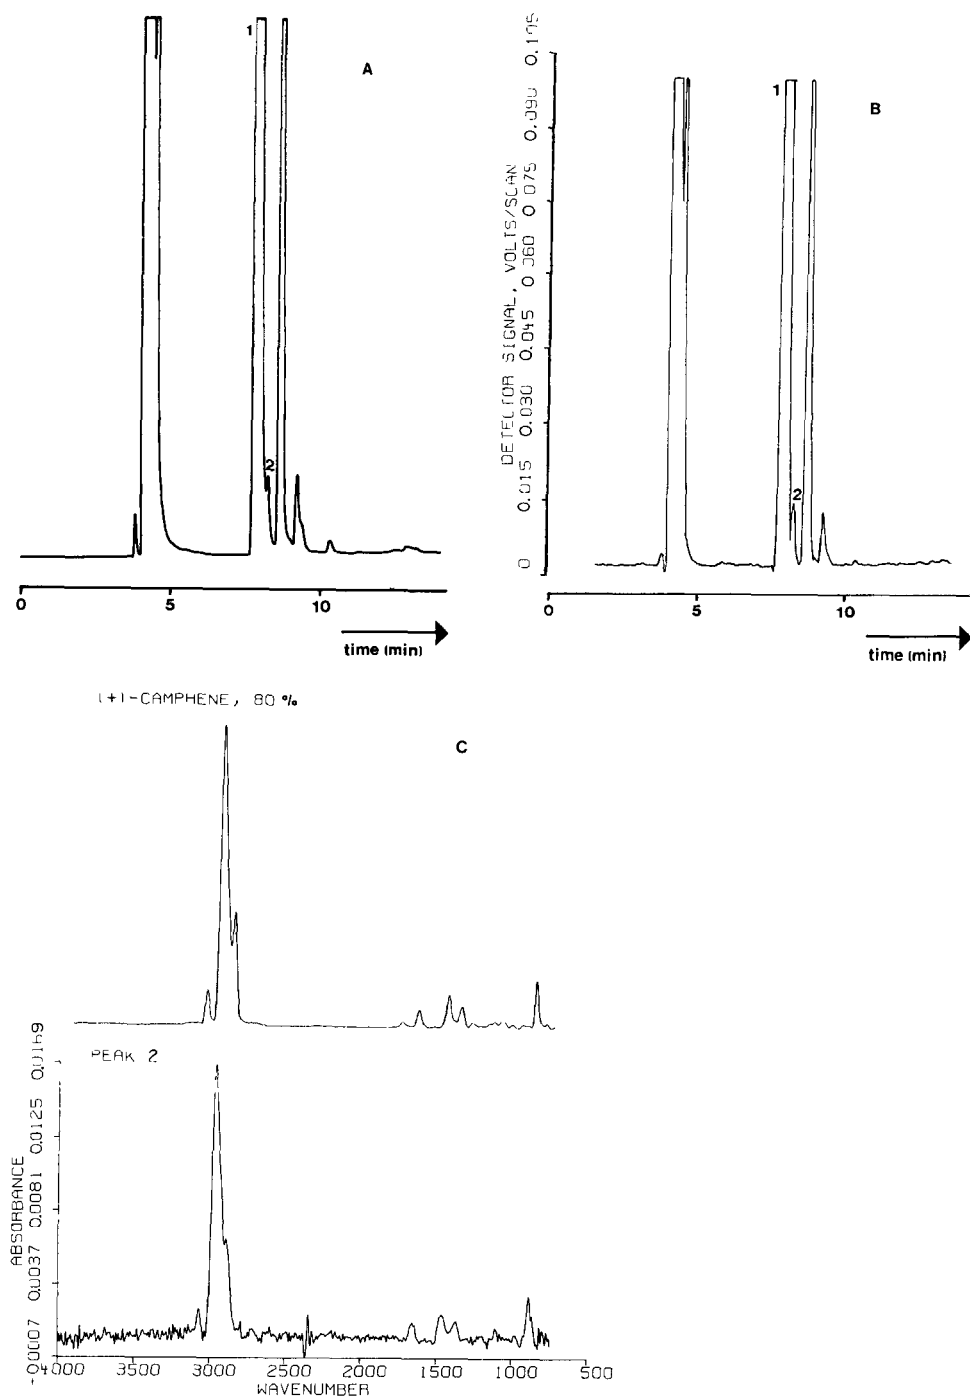 A
1
2
0 5 10
time (min)
B
1
2
DETECTOR SIGNAL, VOLTS/SCAN
0 0.015 0.030 0.045 0.060 0.075 0.090 0.105
0 5 10
time (min)
(+)-CAMPHENE, 80 %
C
PEAK 2
ABSORBANCE
-0.0007 0.0037 0.0081 0.0125 0.0169
4000 3500 3000 2500 2000 1500 1000 500
WAVENUMBER